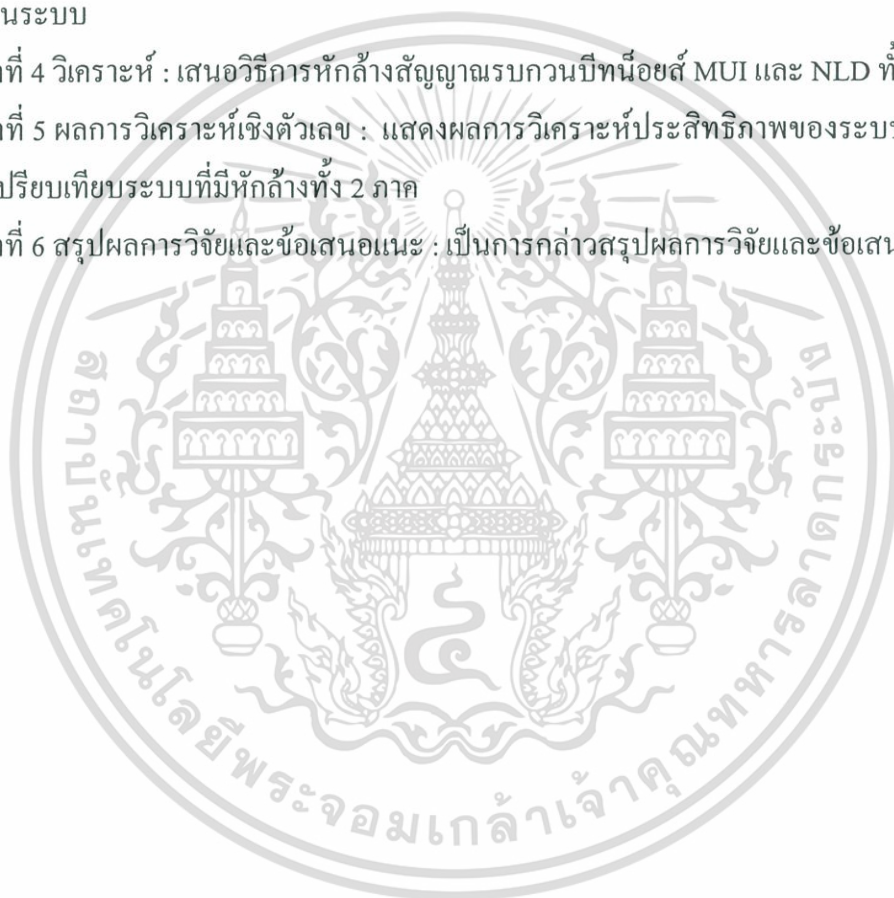 นระบบ
าที่ 4 วิเคราะห์ : เสนอวิธีการหักล้างสัญญาณรบกวนบีทน็อยส์ MUI และ NLD ทั้
าที่ 5 ผลการวิเคราะห์เชิงตัวเลข : แสดงผลการวิเคราะห์ประสิทธิภาพของระบบ
ปรียบเทียบระบบที่มีหักล้างทั้ง 2 ภาค
าที่ 6 สรุปผลการวิจัยและข้อเสนอแนะ : เป็นการกล่าวสรุปผลการวิจัยและข้อเสน
สถาบันเทคโนโลยีพระจอมเกล้าเจ้าคุณทหารลาดกระบัง